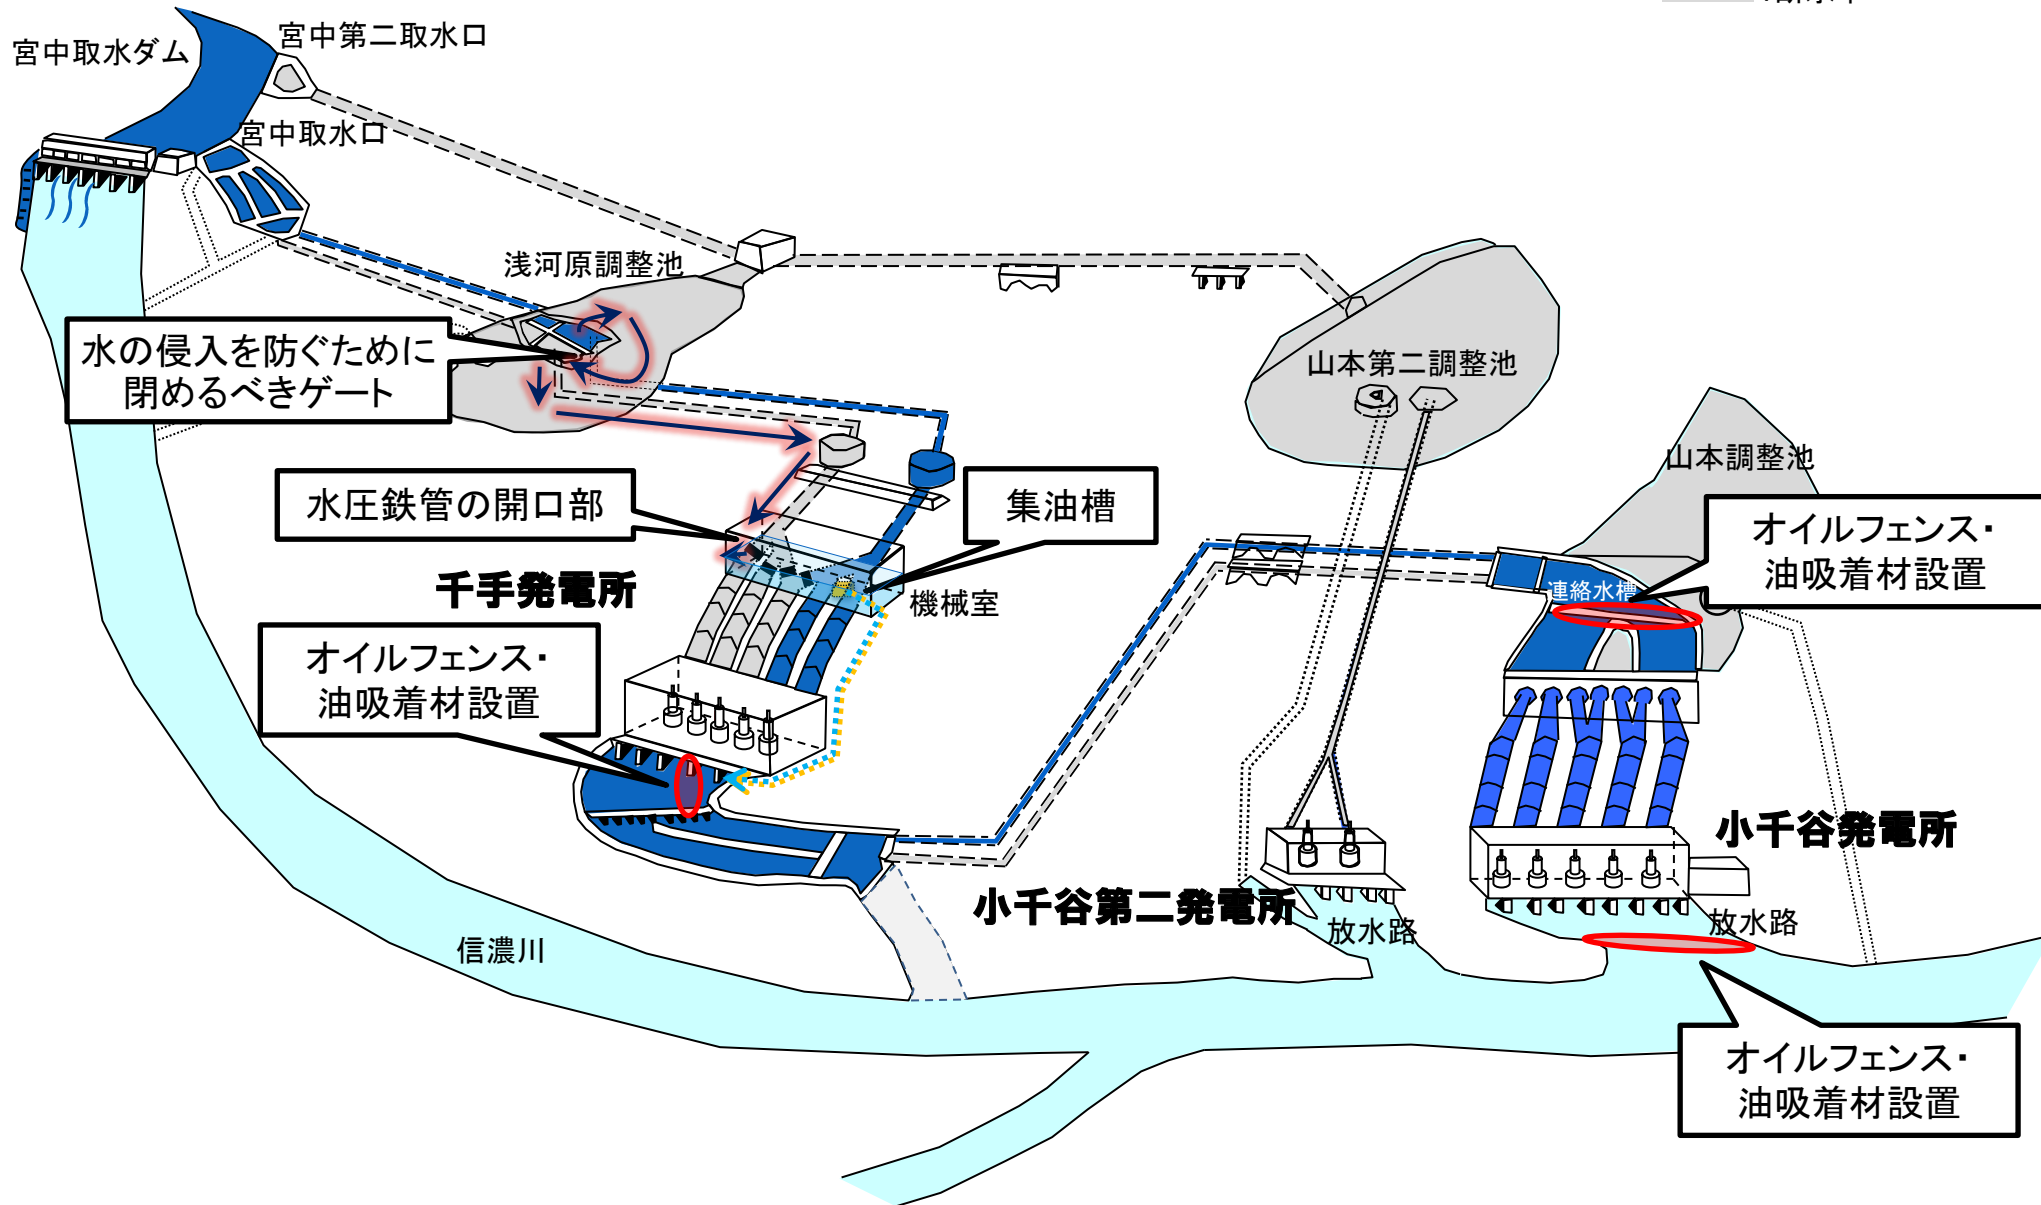 宮中取水ダム
宮中第二取水口
宮中取水口
浅河原調整池
水の侵入を防ぐために
閉めるべきゲート
山本第二調整池
山本調整池
水圧鉄管の開口部
集油槽
オイルフェンス・
油吸着材設置
連絡水槽
千手発電所
機械室
オイルフェンス・
油吸着材設置
小千谷発電所
小千谷第二発電所
放水路
放水路
信濃川
オイルフェンス・
油吸着材設置